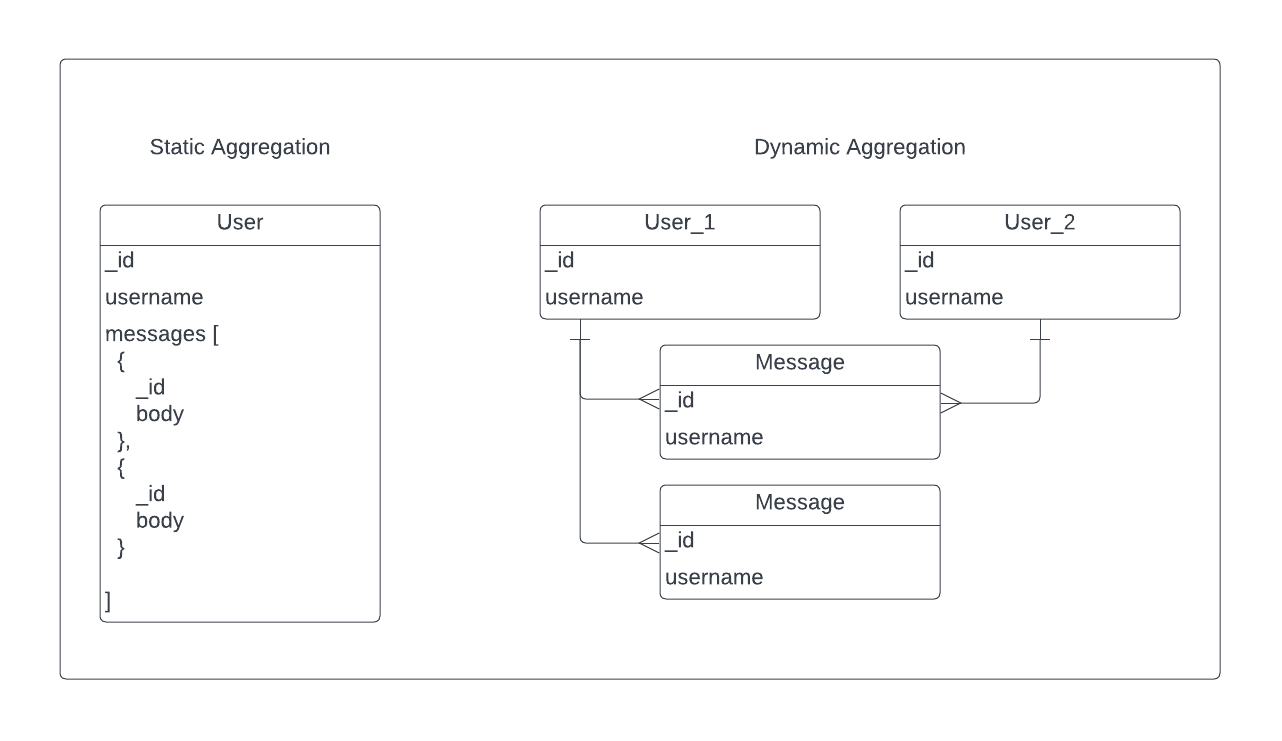 Static Aggregation
User
_id
username
messages [
{
_id
body
},
{
_id
body
}
]
Dynamic Aggregation
User_1
_id
username
User_2
_id
username
Message
_id
username
Message
_id
username